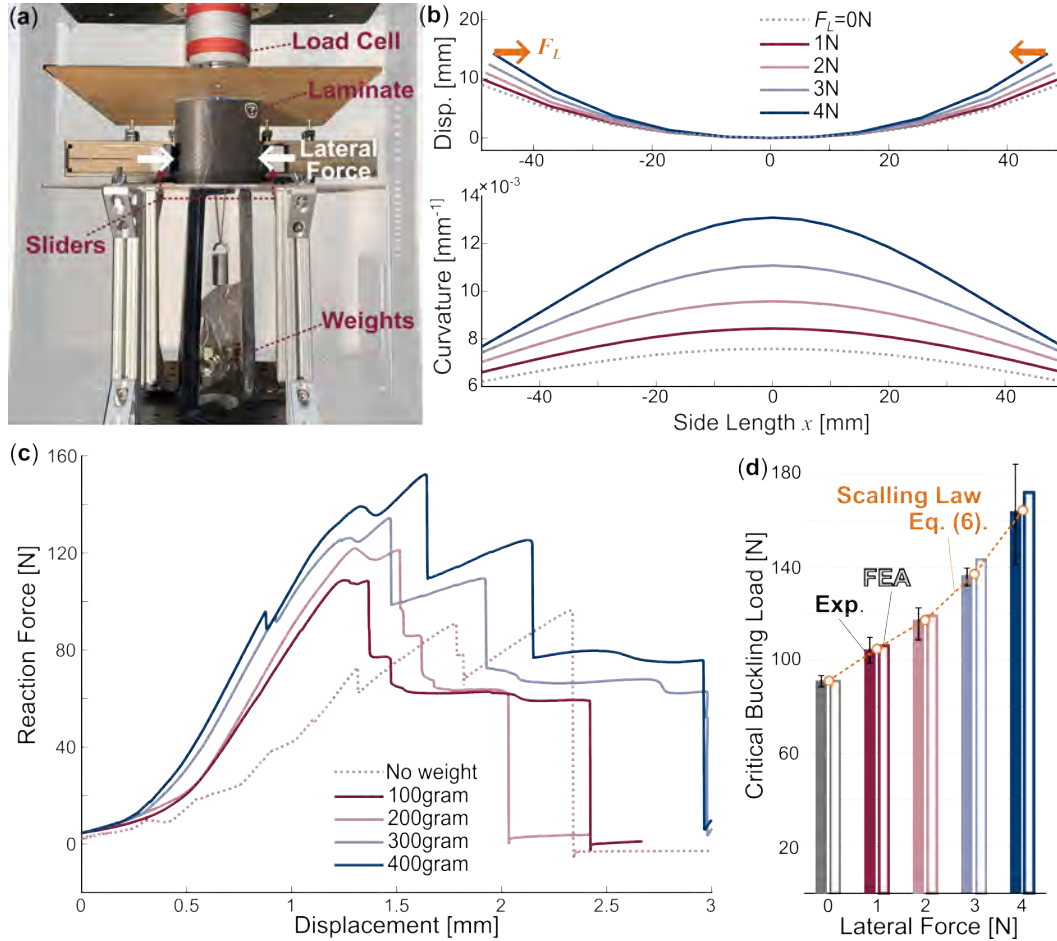 (a)
Load Cell
Laminate
Lateral
Force
Sliders
Weights
(b)
Disp. [mm]
20
10
0
F_L
F_L=0N
1N
2N
3N
4N
-40 -20 0 20 40
Curvature [mm⁻¹]
14×10⁻³
12
10
8
6
-40 -20 0 20 40
Side Length x [mm]
(c)
Reaction Force [N]
160
120
80
40
0
No weight
100gram
200gram
300gram
400gram
0 0.5 1 1.5 2 2.5 3
Displacement [mm]
(d)
Critical Buckling Load [N]
180
140
100
60
20
Scalling Law
Eq. (6).
FEA
Exp.
0 1 2 3 4
Lateral Force [N]